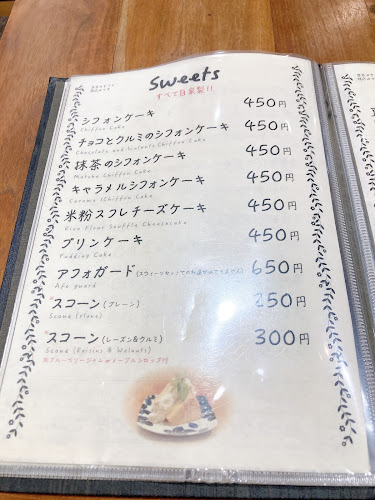 Sweets
すべて自家製!!
シフォンケーキ 450円
Chiffon Cake
チョコとクルミのシフォンケーキ 450円
Chocolate and Walnuts Chiffon Cake
抹茶のシフォンケーキ 450円
Matcha Chiffon Cake
キャラメルシフォンケーキ 450円
米粉スフレチーズケーキ 450円
Rice Flour Souffle Cheesecake
プリンケーキ 450円
Pudding Cake
アフォガード 650円
Afo guard
スコーン(プレーン) 250円
スコーン(レーズン&クルミ) 300円
Scone (Raisins & Walnuts)